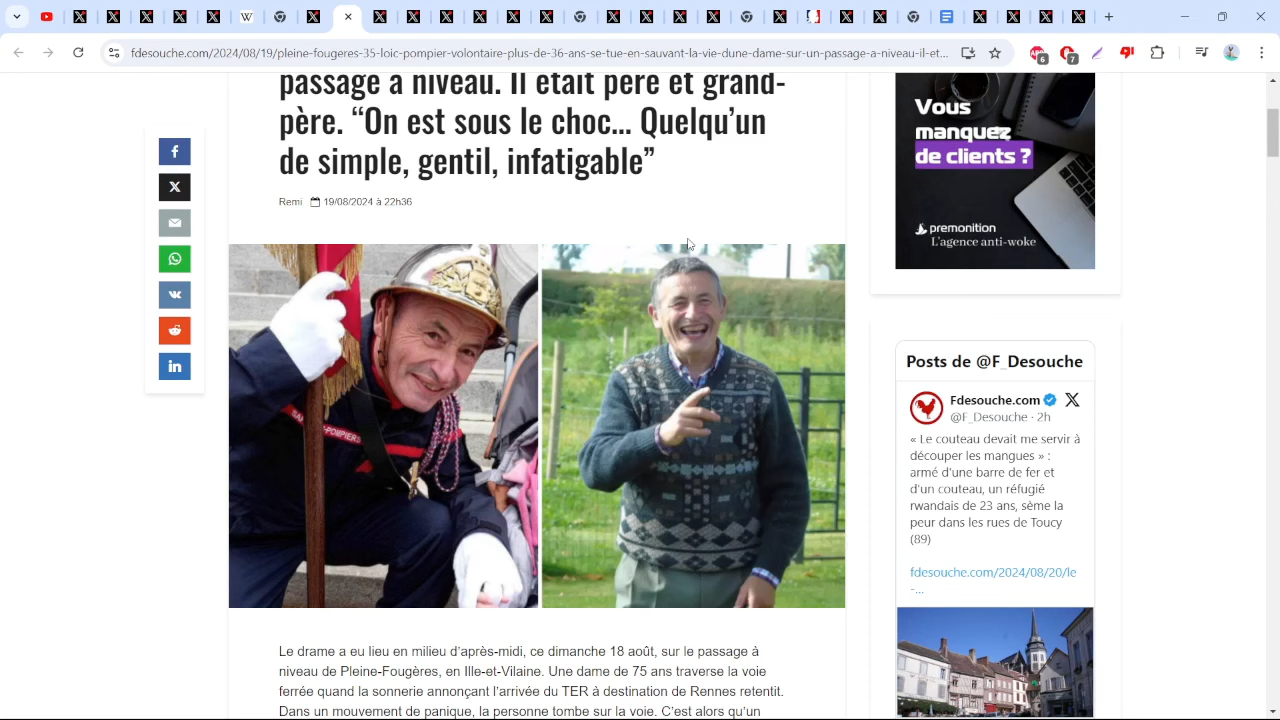 fdesouche.com/2024/08/19/pleine-fougeres-35-loic-pompier-volontaire-plus-de-36-ans-se-tue-en-sauvant-la-vie-dune-dame-sur-un-passage-a-niveau-il-et...
6
7
passage à niveau. Il était père et grand-
père. “On est sous le choc… Quelqu’un
de simple, gentil, infatigable”
Remi 19/08/2024 à 22h36
POMPIERS
Le drame a eu lieu en milieu d’après-midi, ce dimanche 18 août, sur le passage à
niveau de Pleine-Fougères, en Ille-et-Vilaine. Une dame de 75 ans traverse la voie
ferrée quand la sonnerie annonçant l’arrivée du TER à destination de Rennes retentit.
Dans un mouvement de panique, la personne tombe sur la voie. C’est alors qu’un
Vous
manquez
de clients ?
premonition
L'agence anti-woke
Posts de @F_Desouche
Fdesouche.com
@F_Desouche · 2h
« Le couteau devait me servir à
découper les mangues » :
armé d’une barre de fer et
d’un couteau, un réfugié
rwandais de 23 ans, sème la
peur dans les rues de Toucy
(89)
fdesouche.com/2024/08/20/le
-…